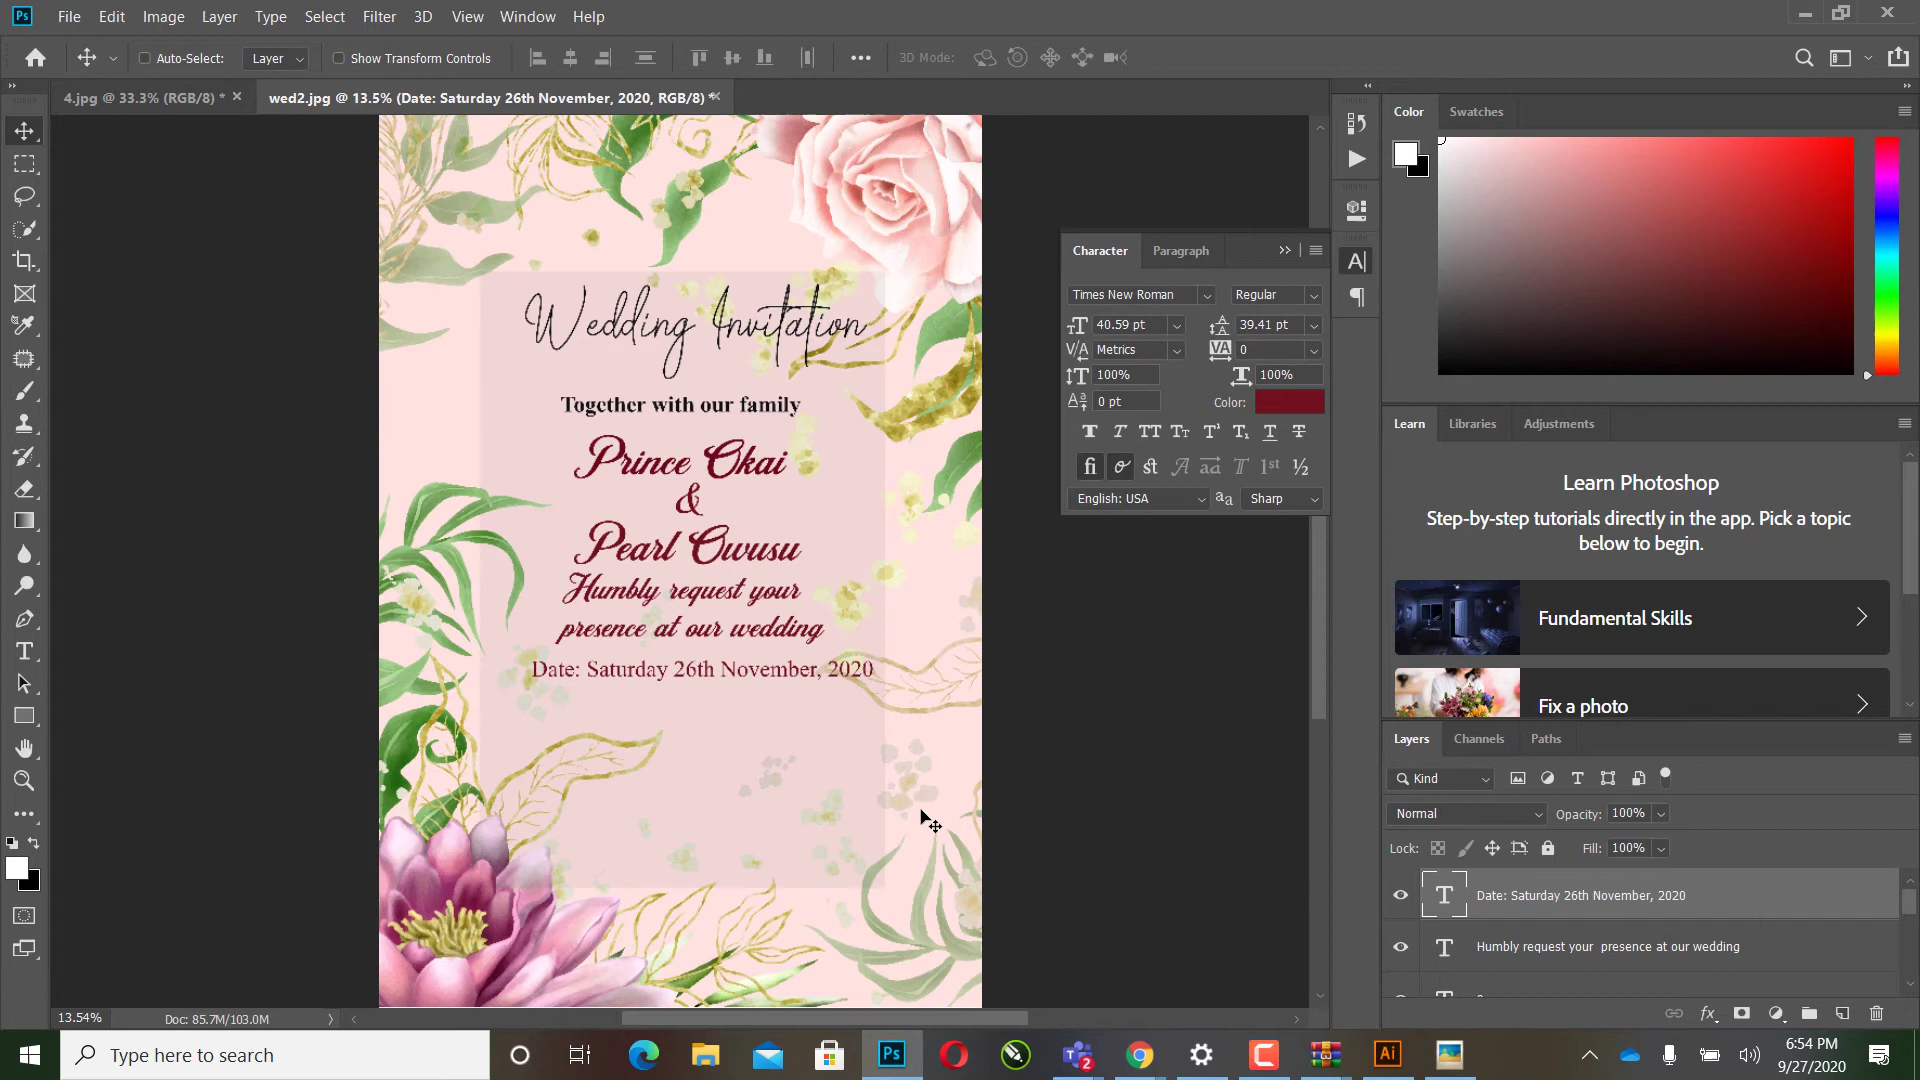 Ps File Edit Image Layer Type Select Filter 3D View Window Help
Auto-Select: Layer Show Transform Controls 3D Mode:
4.jpg @ 33.3% (RGB/8) * wed2.jpg @ 13.5% (Date: Saturday 26th November, 2020, RGB/8) *
Wedding Invitation
Together with our family
Prince Okai
&
Pearl Owusu
Humbly request your
presence at our wedding
Date: Saturday 26th November, 2020
Character Paragraph
Times New Roman Regular
40.59 pt 39.41 pt
Metrics 0
100% 100%
0 pt Color:
English: USA Sharp
Color Swatches
Learn Libraries Adjustments
Learn Photoshop
Step-by-step tutorials directly in the app. Pick a topic
below to begin.
Fundamental Skills
Fix a photo
Layers Channels Paths
Kind
Normal Opacity: 100%
Lock: Fill: 100%
Date: Saturday 26th November, 2020
Humbly request your presence at our wedding
13.54% Doc: 85.7M/103.0M
Type here to search
Ps
2
Ai
6:54 PM
9/27/2020